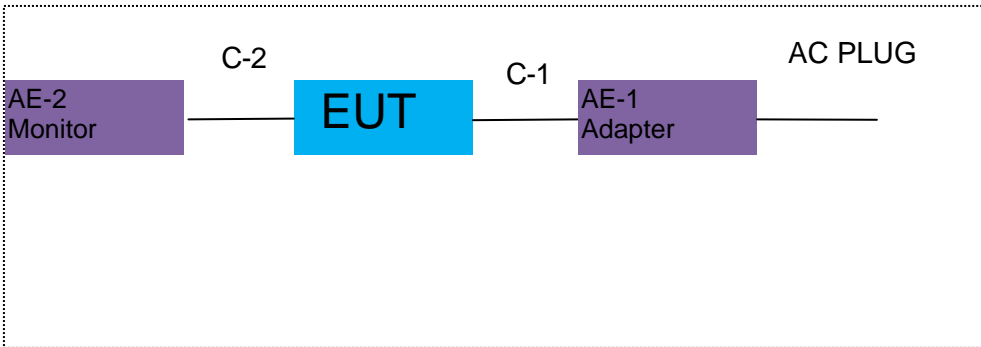 C-2
C-1
AC PLUG
AE-2
Monitor
EUT
AE-1
Adapter